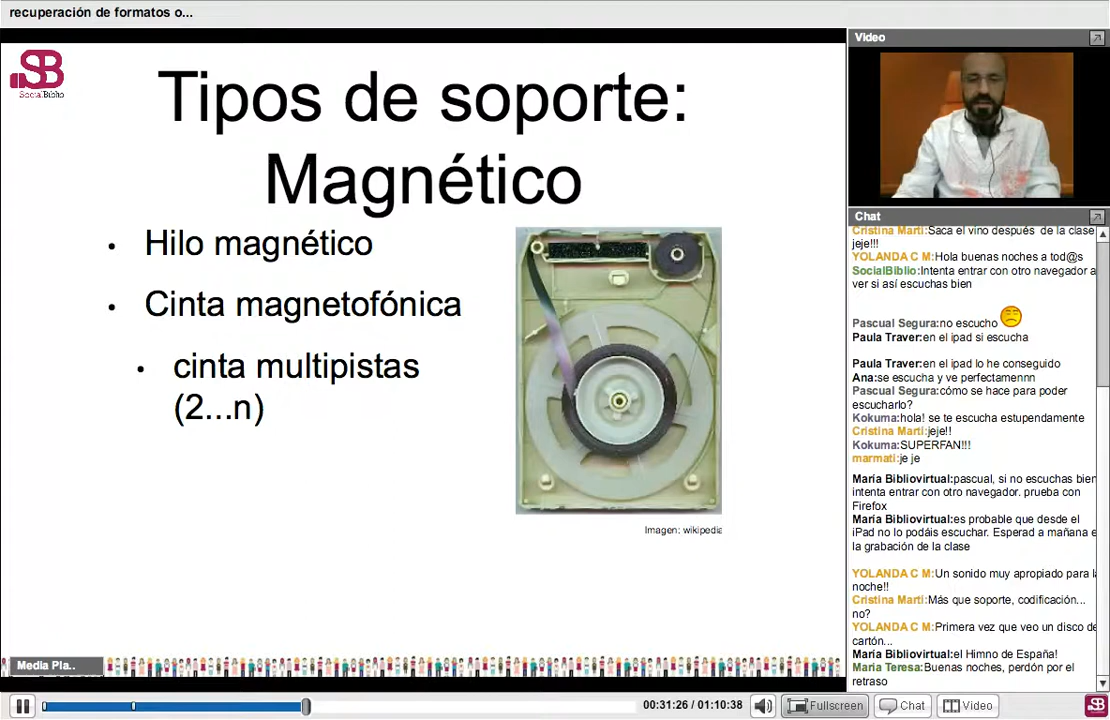 recuperación de formatos o...
SB
SocialBiblio
Tipos de soporte:
Magnético
• Hilo magnético
• Cinta magnetofónica
• cinta multipistas
(2...n)
Imagen: wikipedia
Media Pla..
00:31:26 / 01:10:38
Fullscreen
Chat
Video
SB
Video
Chat
Cristina Marti:Saca el vino después de la clase
jeje!!!
YOLANDA C M:Hola buenas noches a tod@s
SocialBiblio:Intenta entrar con otro navegador a
ver si así escuchas bien
Pascual Segura:no escucho
Paula Traver:en el ipad si escucha
Paula Traver:en el ipad lo he conseguido
Ana:se escucha y ve perfectamennn
Pascual Segura:cómo se hace para poder
escucharlo?
Kokuma:hola! se te escucha estupendamente
Cristina Marti:jeje!!
Kokuma:SUPERFAN!!!
marmati:je je
María Bibliovirtual:pascual, si no escuchas bien
intenta entrar con otro navegador. prueba con
Firefox
María Bibliovirtual:es probable que desde el
iPad no lo podáis escuchar. Esperad a mañana e
la grabación de la clase
YOLANDA C M:Un sonido muy apropiado para la
noche!!
Cristina Marti:Más que soporte, codificación...
no?
YOLANDA C M:Primera vez que veo un disco de
cartón...
María Bibliovirtual:el Himno de España!
Maria Teresa:Buenas noches, perdón por el
retraso